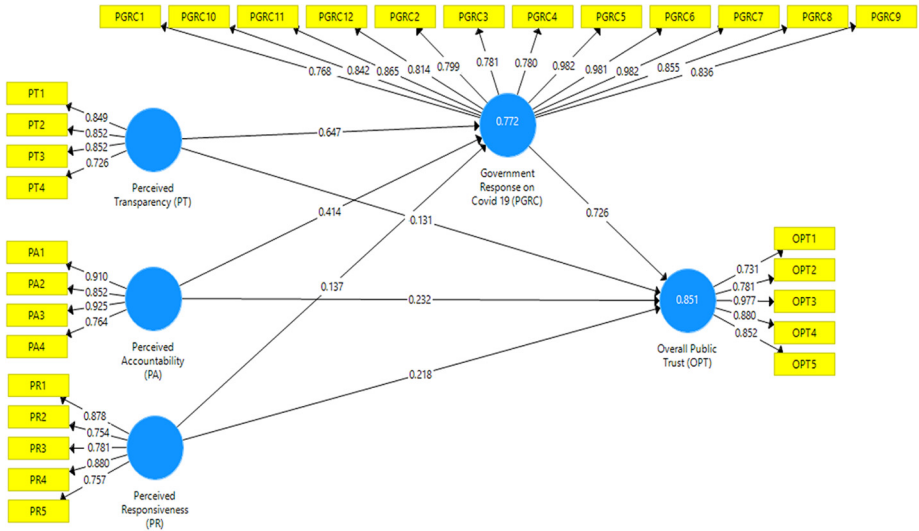 PGRC1 PGRC10 PGRC11 PGRC12 PGRC2 PGRC3 PGRC4 PGRC5 PGRC6 PGRC7 PGRC8 PGRC9
0.768 0.842 0.865 0.814 0.799 0.781 0.780 0.982 0.981 0.982 0.855 0.836
PT1
PT2
PT3
PT4
0.849
0.852
0.852
0.726
Perceived
Transparency (PT)
0.647
0.772
Government
Response on
Covid 19 (PGRC)
0.414
0.131
0.726
0.137
PA1
PA2
PA3
PA4
0.910
0.852
0.925
0.764
Perceived
Accountability
(PA)
0.232
0.218
0.851
Overall Public
Trust (OPT)
0.731
0.781
0.977
0.880
0.852
OPT1
OPT2
OPT3
OPT4
OPT5
PR1
PR2
PR3
PR4
PR5
0.878
0.754
0.781
0.880
0.757
Perceived
Responsiveness
(PR)